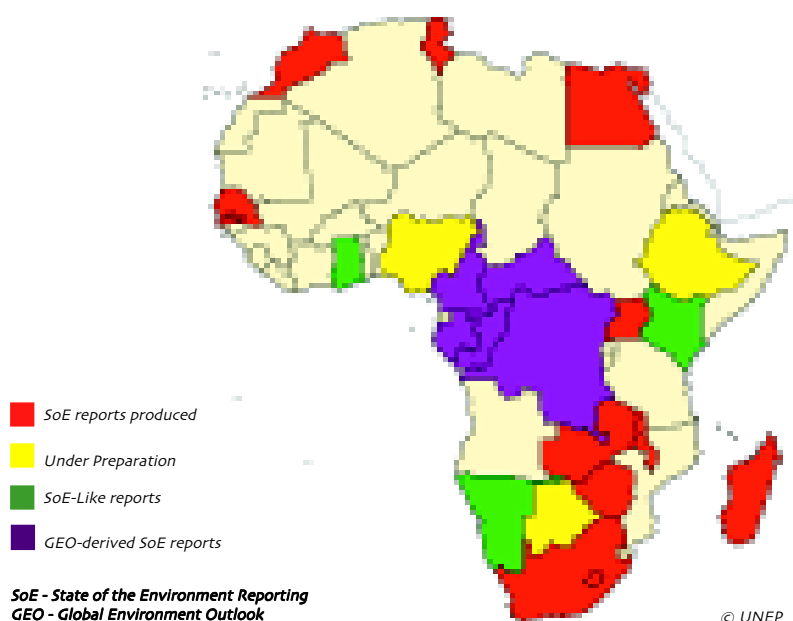 SoE reports produced
Under Preparation
SoE-Like reports
GEO-derived SoE reports
SoE - State of the Environment Reporting
GEO - Global Environment Outlook
© UNEP